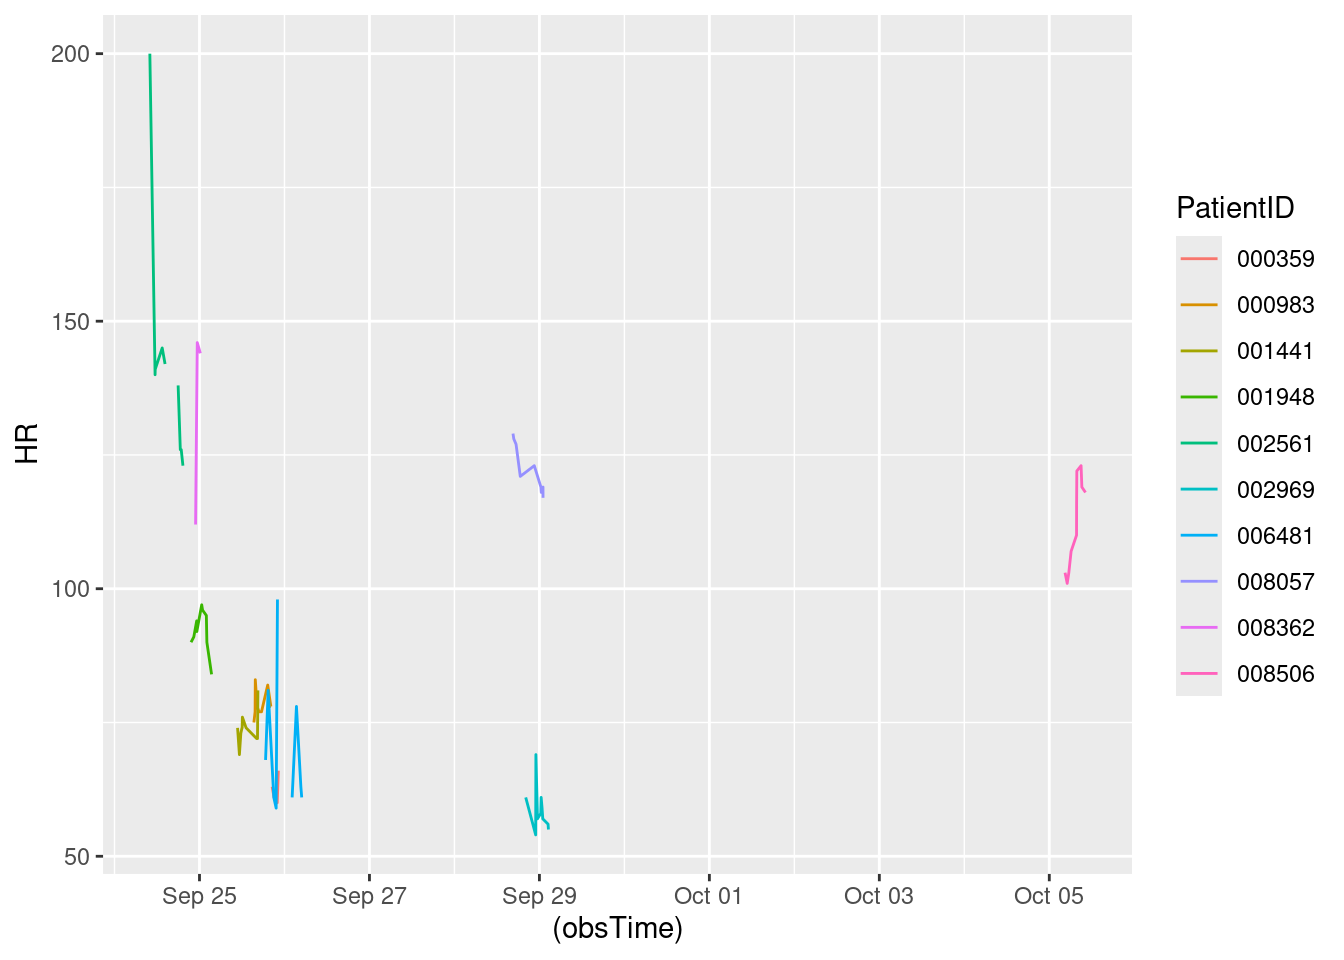 200
150
100
50
HR
Sep 25
Sep 27
Sep 29
Oct 01
Oct 03
Oct 05
(obsTime)
PatientID
000359
000983
001441
001948
002561
002969
006481
008057
008362
008506